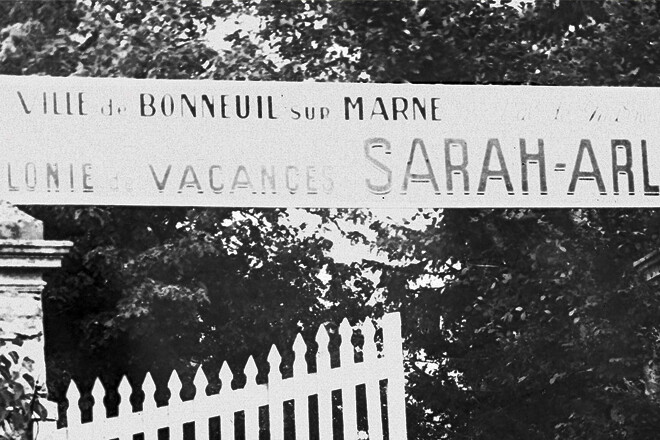 VILLE de BONNEUIL sur MARNE
LONIE de VACANCES SARAH-ARL